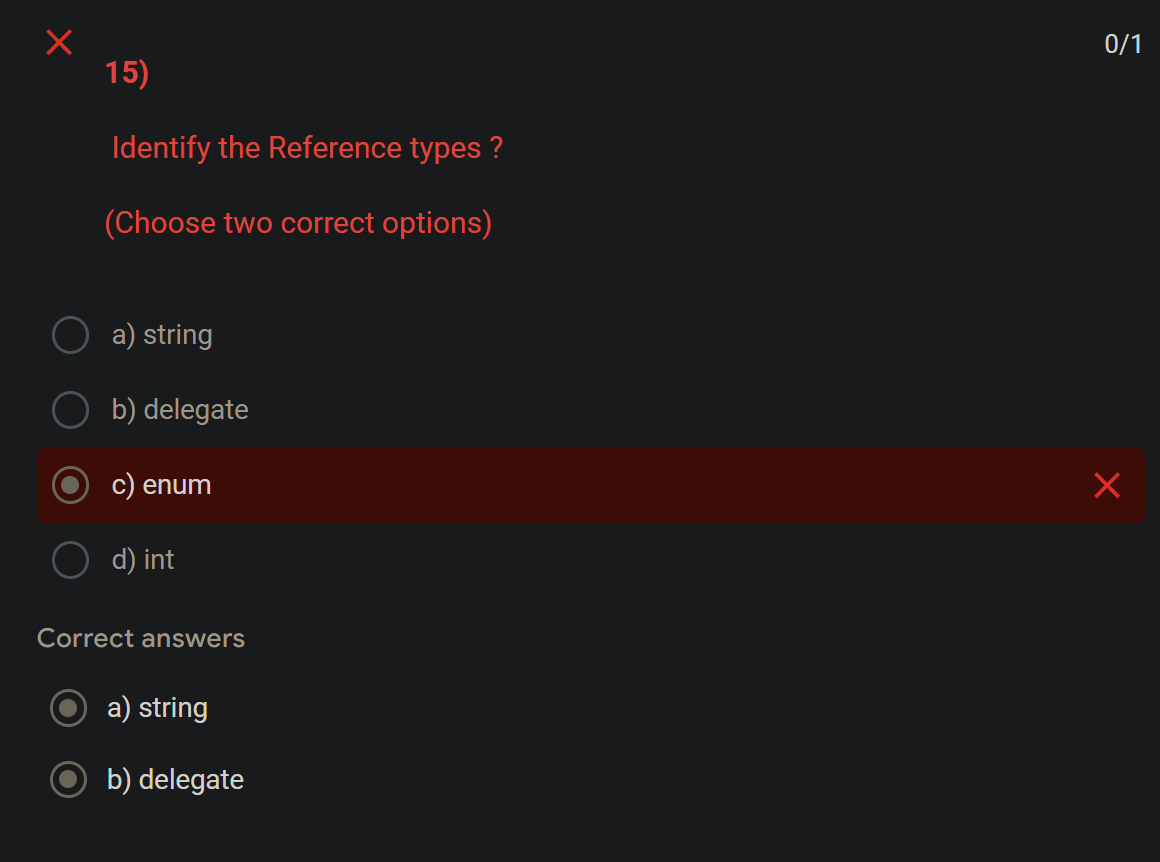 0/1
15)
Identify the Reference types ?
(Choose two correct options)
a) string
b) delegate
c) enum
d) int
Correct answers
a) string
b) delegate